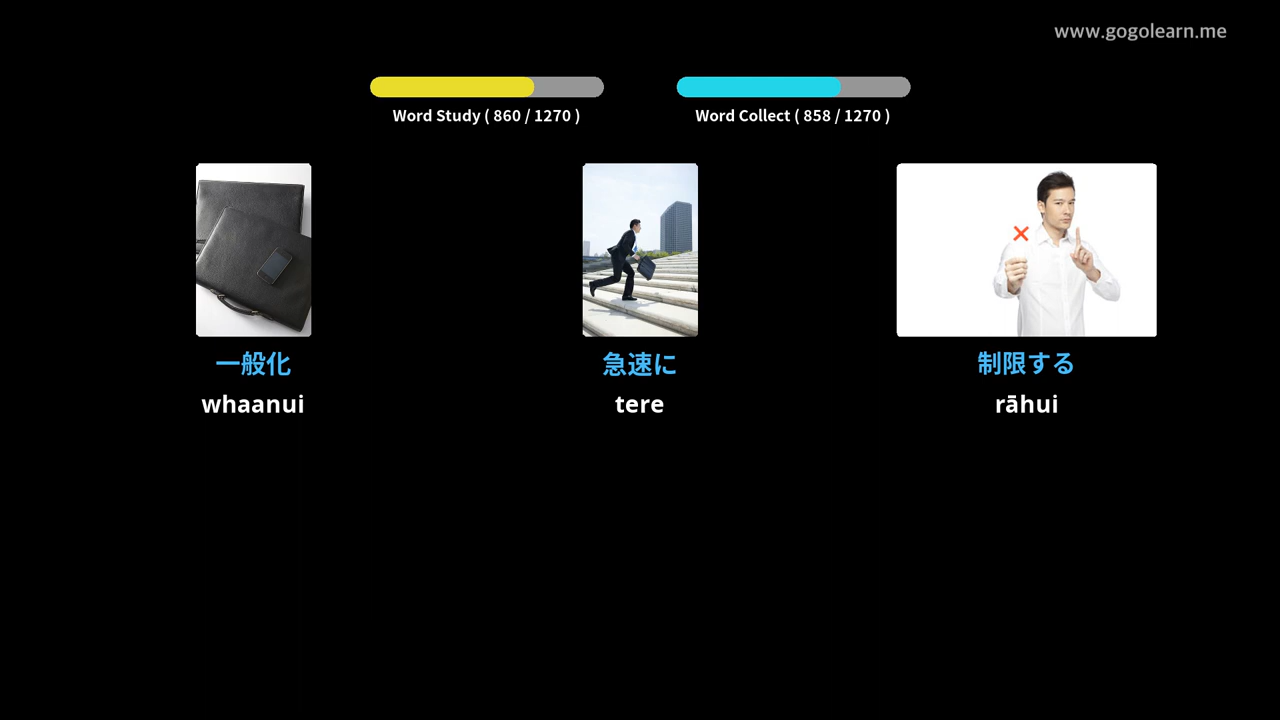 www.gogolearn.me
Word Study ( 860 / 1270 )
Word Collect ( 858 / 1270 )
一般化
whaanui
急速に
tere
制限する
rāhui